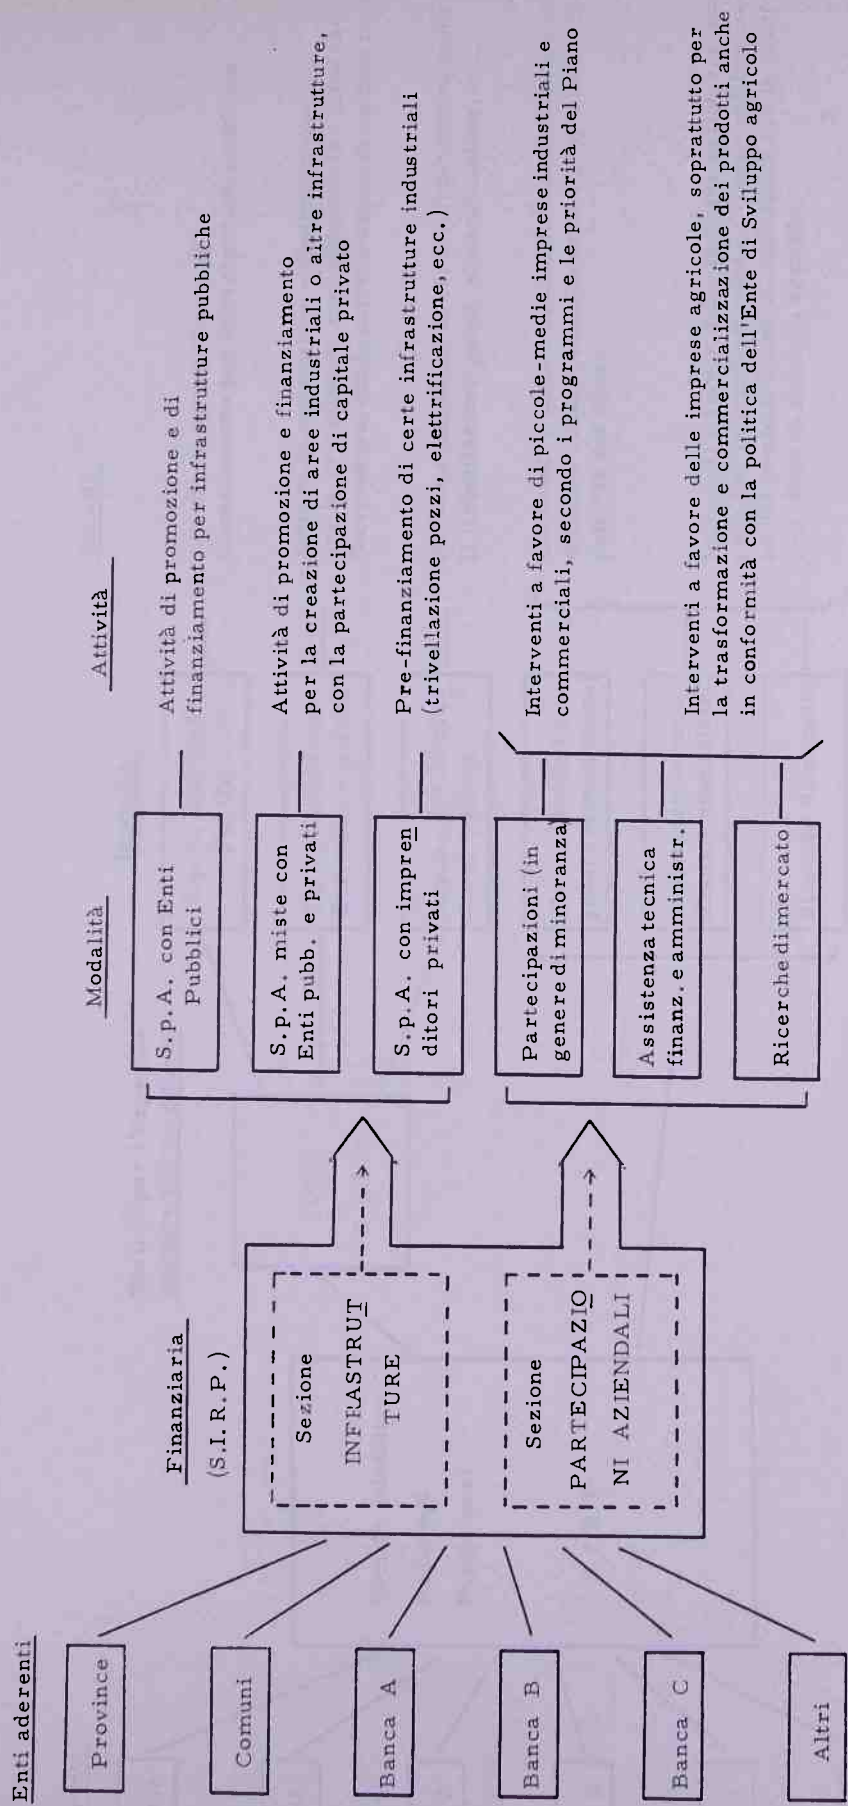 Enti aderenti
Province
Comuni
Banca A
Banca B
Banca C
Altri
Finanziaria
(S.I.R.P.)
Sezione
INFRASTRUT
TURE
Sezione
PARTECIPAZIO
NI AZIENDALI
Modalità
S.p.A. con Enti
Pubblici
S.p.A. miste con
Enti pubb. e privati
S.p.A. con impren
ditori privati
Partecipazioni (in
genere di minoranza)
Assistenza tecnica
finanz. e amministr.
Ricerche di mercato
Attività
Attività di promozione e di
finanziamento per infrastrutture pubbliche
Attività di promozione e finanziamento
per la creazione di aree industriali o altre infrastrutture,
con la partecipazione di capitale privato
Pre-finanziamento di certe infrastrutture industriali
(trivellazione pozzi, elettrificazione, ecc.)
Interventi a favore di piccole-medie imprese industriali e
commerciali, secondo i programmi e le priorità del Piano
Interventi a favore delle imprese agricole, soprattutto per
la trasformazione e commercializzazione dei prodotti anche
in conformità con la politica dell'Ente di Sviluppo agricolo